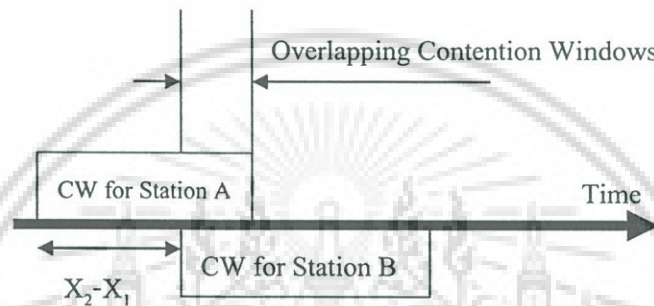 Overlapping Contention Windows
CW for Station A
Time
CW for Station B
X₂-X₁